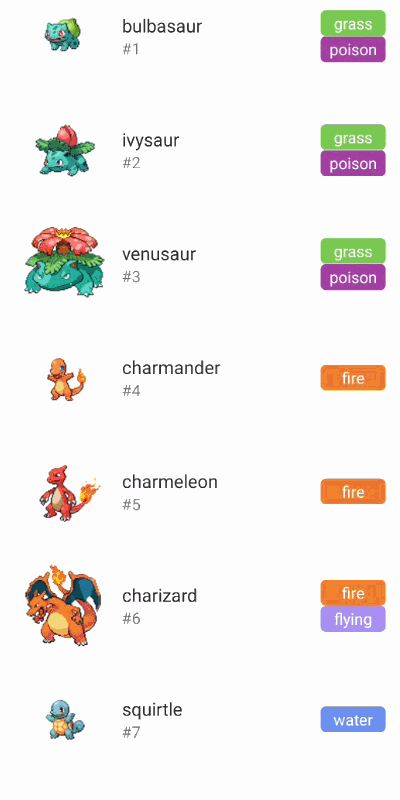 bulbasaur
#1
grass
poison
ivysaur
#2
grass
poison
venusaur
#3
grass
poison
charmander
#4
fire
charmeleon
#5
fire
charizard
#6
fire
flying
squirtle
#7
water